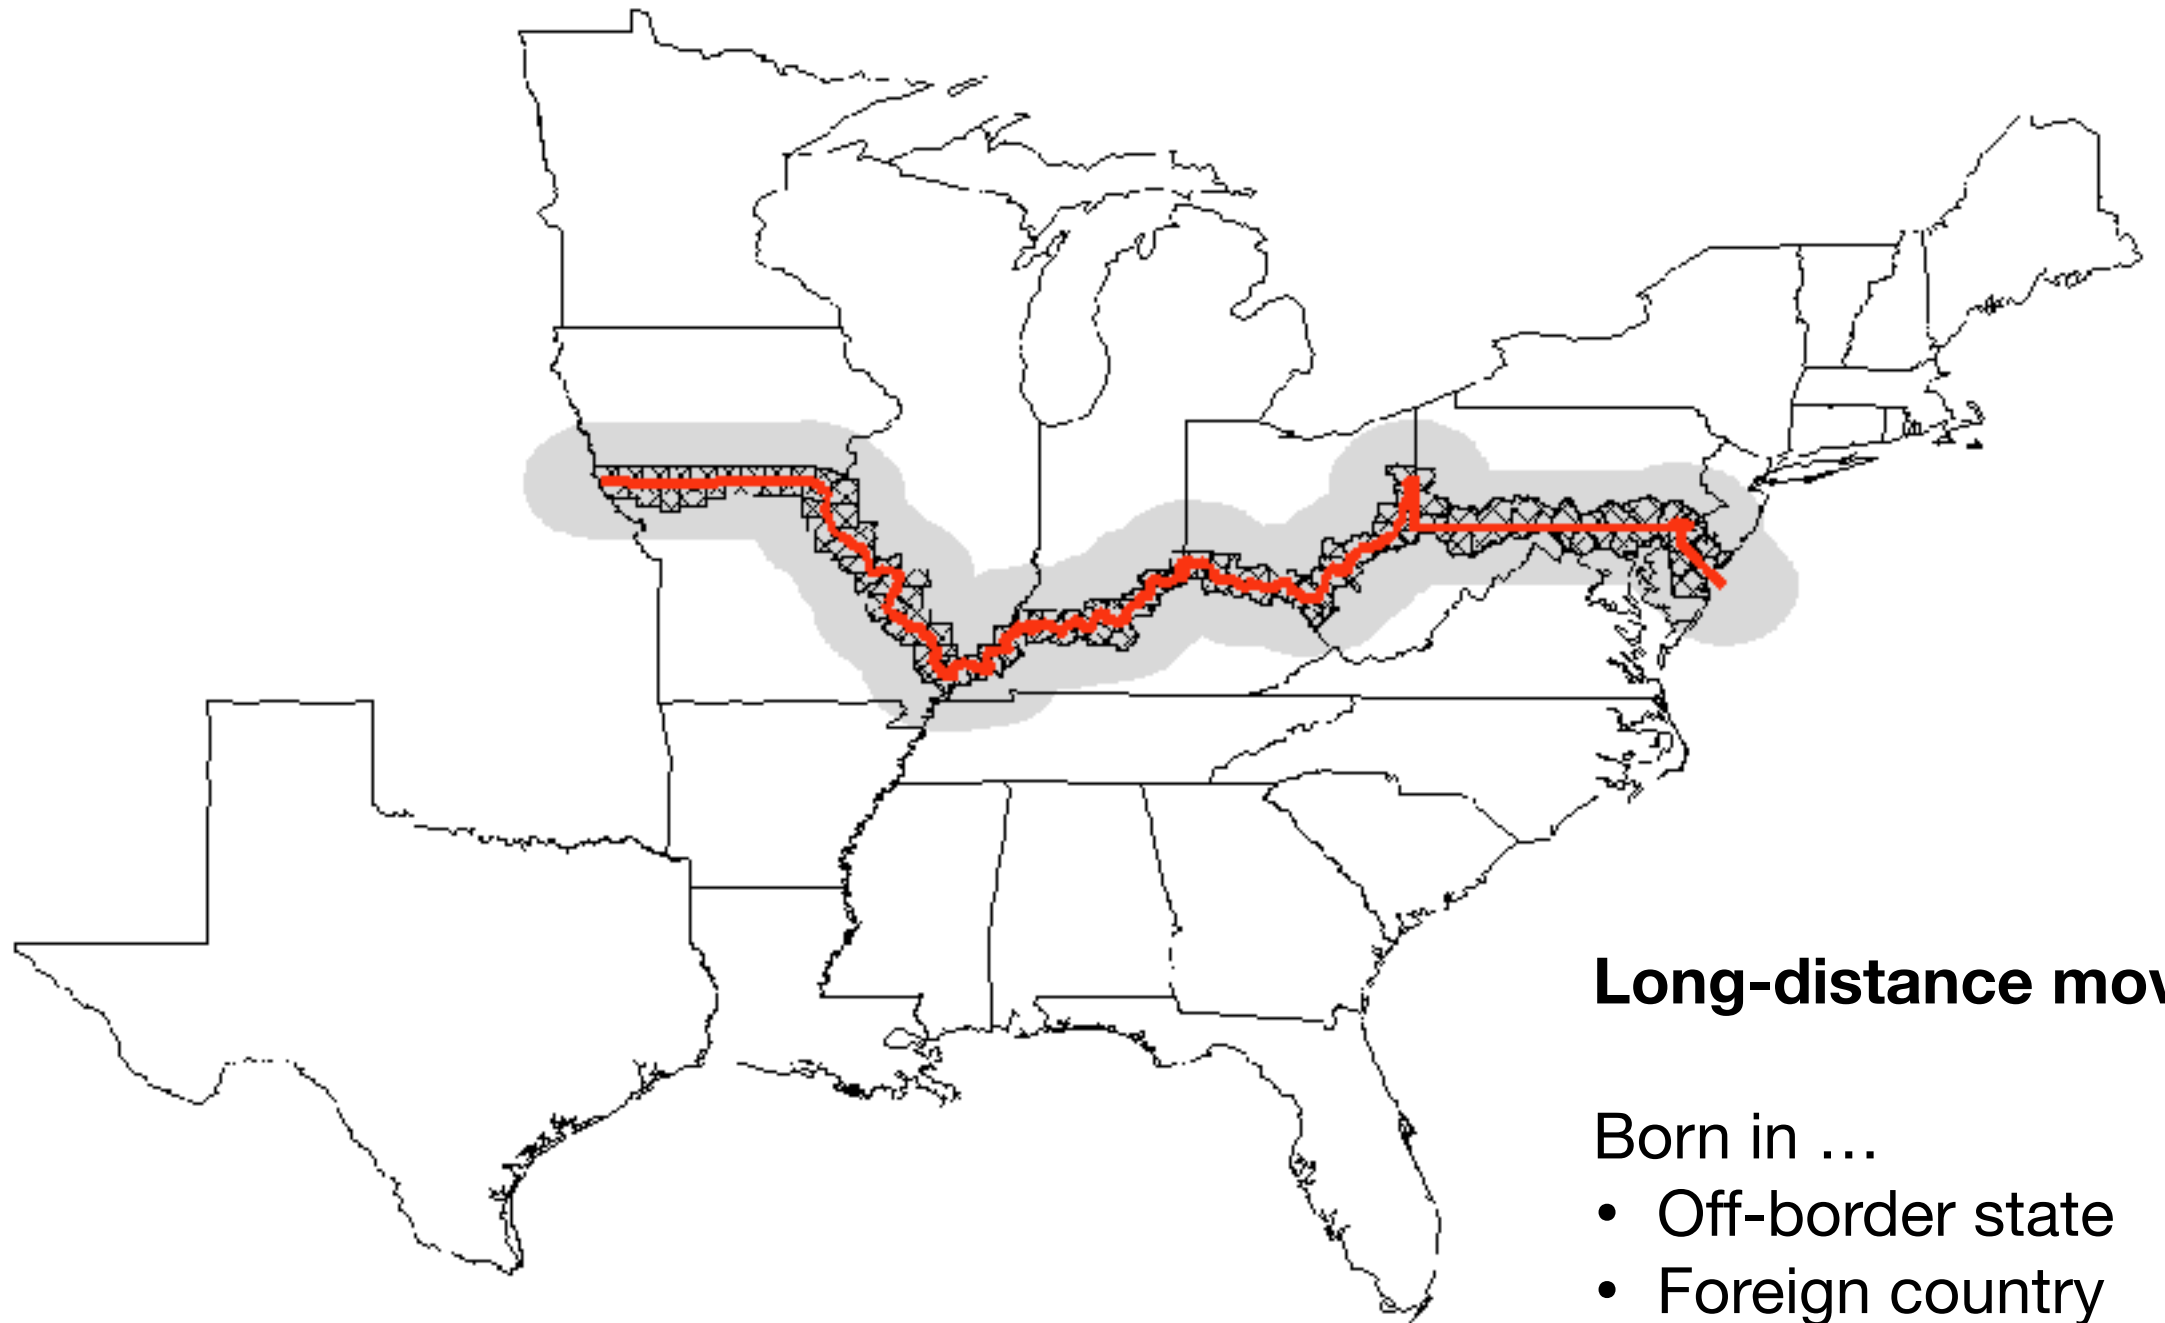 Long-distance mov
Born in …
• Off-border state
• Foreign country